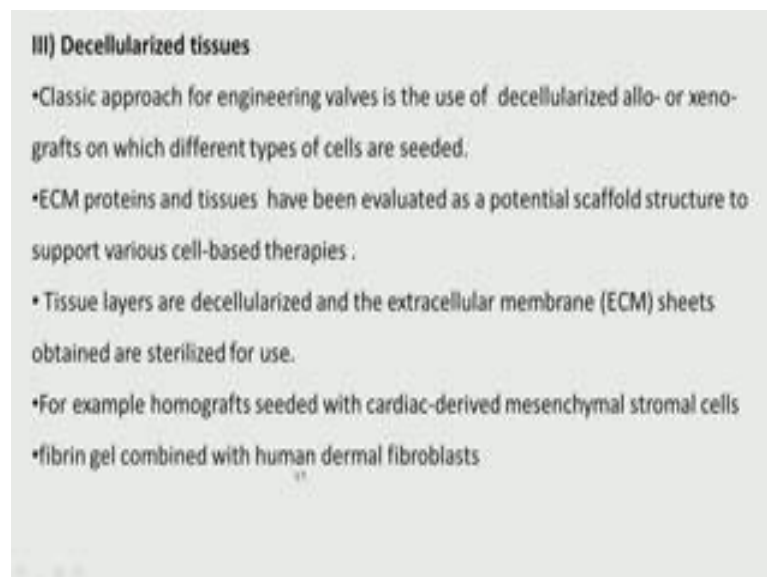 III) Decellularized tissues
•Classic approach for engineering valves is the use of decellularized allo- or xeno-
grafts on which different types of cells are seeded.
•ECM proteins and tissues have been evaluated as a potential scaffold structure to
support various cell-based therapies .
• Tissue layers are decellularized and the extracellular membrane (ECM) sheets
obtained are sterilized for use.
•For example homografts seeded with cardiac-derived mesenchymal stromal cells
•fibrin gel combined with human dermal fibroblasts